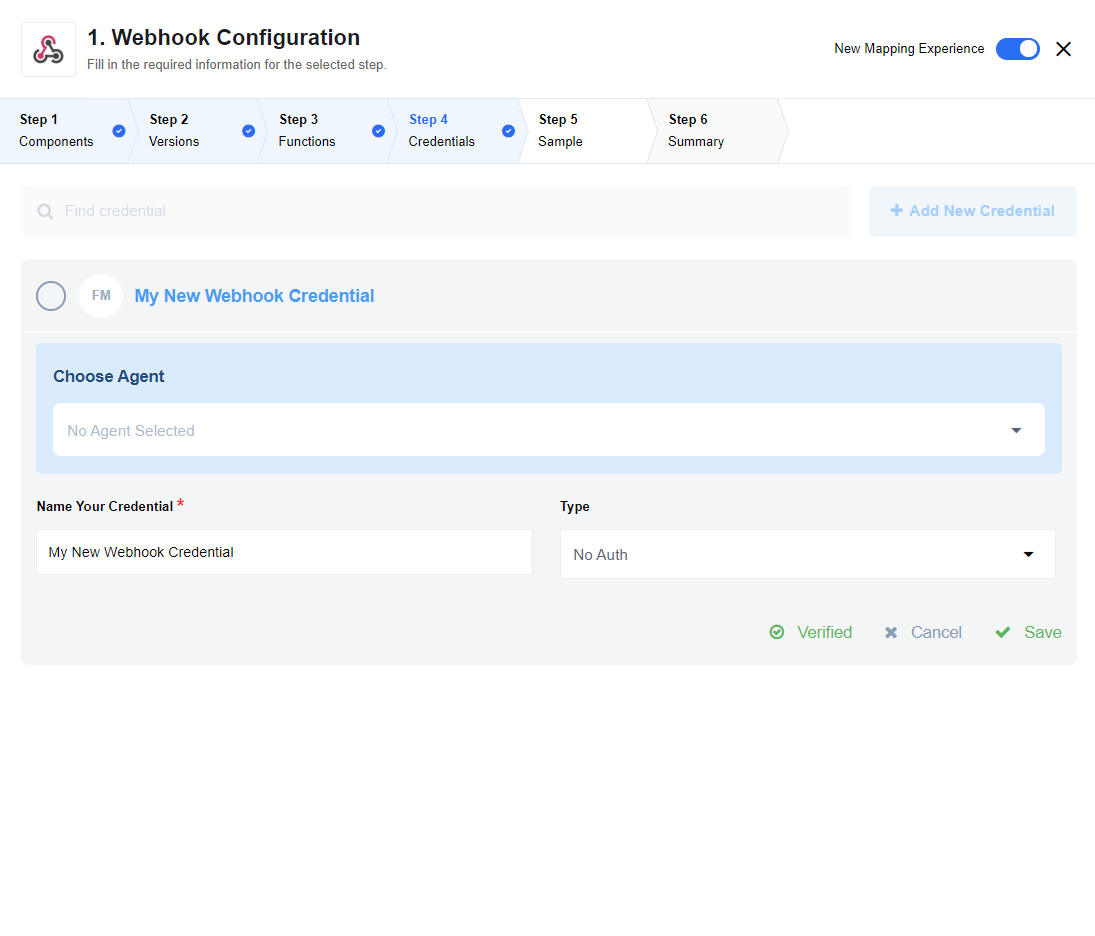 1. Webhook Configuration
Fill in the required information for the selected step.
New Mapping Experience
Step 1
Components
Step 2
Versions
Step 3
Functions
Step 4
Credentials
Step 5
Sample
Step 6
Summary
Find credential
+ Add New Credential
FM My New Webhook Credential
Choose Agent
No Agent Selected
Name Your Credential *
My New Webhook Credential
Type
No Auth
Verified
Cancel
Save